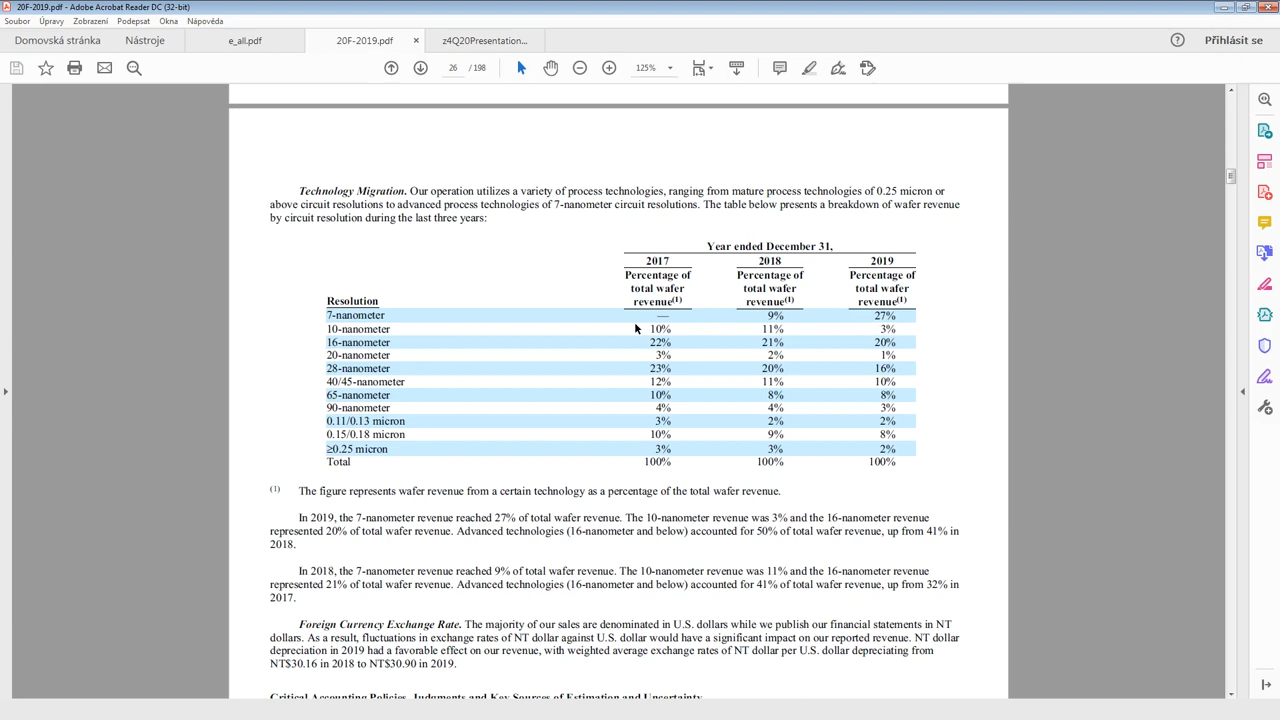 20F-2019.pdf - Adobe Acrobat Reader DC (32-bit)
Soubor Úpravy Zobrazení Podepsat Okna Nápověda
Domovská stránka Nástroje e_all.pdf 20F-2019.pdf × z4Q20Presentation... Přihlásit se
26 / 198 125%
Technology Migration. Our operation utilizes a variety of process technologies, ranging from mature process technologies of 0.25 micron or
above circuit resolutions to advanced process technologies of 7-nanometer circuit resolutions. The table below presents a breakdown of wafer revenue
by circuit resolution during the last three years:
Year ended December 31,
2017 2018 2019
Percentage of Percentage of Percentage of
total wafer total wafer total wafer
Resolution revenue(1) revenue(1) revenue(1)
7-nanometer — 9% 27%
10-nanometer 10% 11% 3%
16-nanometer 22% 21% 20%
20-nanometer 3% 2% 1%
28-nanometer 23% 20% 16%
40/45-nanometer 12% 11% 10%
65-nanometer 10% 8% 8%
90-nanometer 4% 4% 3%
0.11/0.13 micron 3% 2% 2%
0.15/0.18 micron 10% 9% 8%
≥0.25 micron 3% 3% 2%
Total 100% 100% 100%
(1) The figure represents wafer revenue from a certain technology as a percentage of the total wafer revenue.
In 2019, the 7-nanometer revenue reached 27% of total wafer revenue. The 10-nanometer revenue was 3% and the 16-nanometer revenue
represented 20% of total wafer revenue. Advanced technologies (16-nanometer and below) accounted for 50% of total wafer revenue, up from 41% in
2018.
In 2018, the 7-nanometer revenue reached 9% of total wafer revenue. The 10-nanometer revenue was 11% and the 16-nanometer revenue
represented 21% of total wafer revenue. Advanced technologies (16-nanometer and below) accounted for 41% of total wafer revenue, up from 32% in
2017.
Foreign Currency Exchange Rate. The majority of our sales are denominated in U.S. dollars while we publish our financial statements in NT
dollars. As a result, fluctuations in exchange rates of NT dollar against U.S. dollar would have a significant impact on our reported revenue. NT dollar
depreciation in 2019 had a favorable effect on our revenue, with weighted average exchange rates of NT dollar per U.S. dollar depreciating from
NT$30.16 in 2018 to NT$30.90 in 2019.
Critical Accounting Policies, Judgments and Key Sources of Estimation and Uncertainty